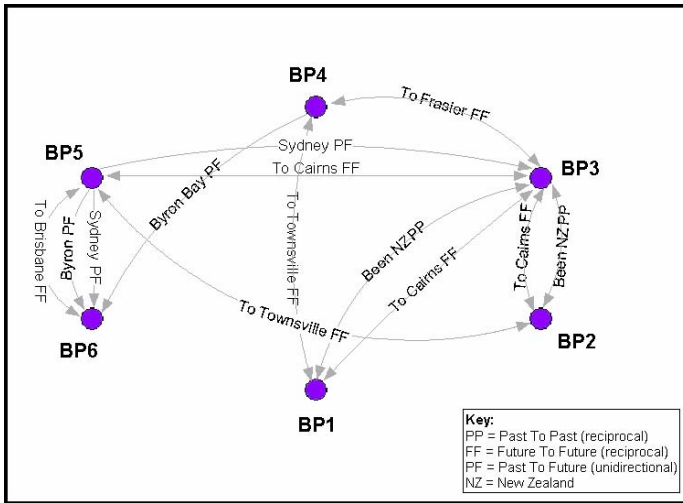 BP4
To Frasier FF
BP5
Sydney PF
To Cairns FF
BP3
Byron Bay PF
To Brisbane FF
Byron PF
Sydney PF
To Townsville FF
Been NZ PP
To Cairns FF
To Cairns FF
Been NZ PP
To Townsville FF
BP6
BP2
BP1
Key:
PP = Past To Past (reciprocal)
FF = Future To Future (reciprocal)
PF = Past To Future (unidirectional)
NZ = New Zealand